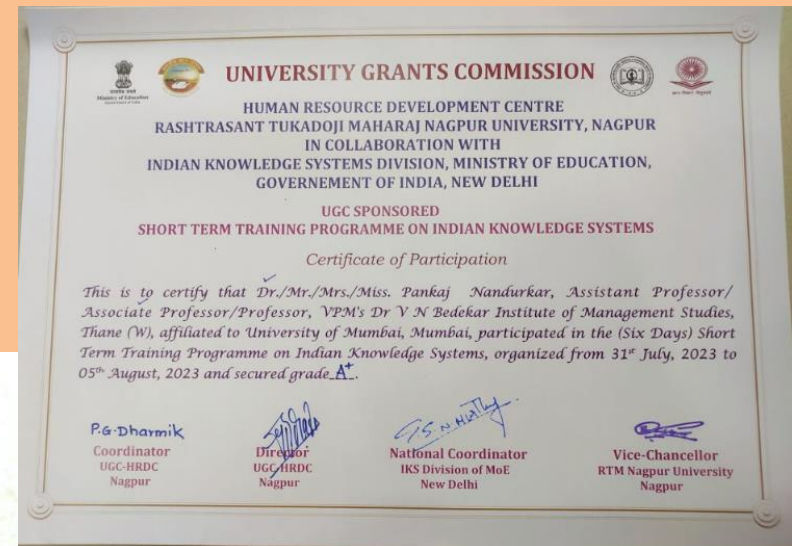 UNIVERSITY GRANTS COMMISSION
Ministry of Education
HUMAN RESOURCE DEVELOPMENT CENTRE
RASHTRASANT TUKADOJI MAHARAJ NAGPUR UNIVERSITY, NAGPUR
IN COLLABORATION WITH
INDIAN KNOWLEDGE SYSTEMS DIVISION, MINISTRY OF EDUCATION,
GOVERNEMENT OF INDIA, NEW DELHI
UGC SPONSORED
SHORT TERM TRAINING PROGRAMME ON INDIAN KNOWLEDGE SYSTEMS
Certificate of Participation
This is to certify that Dr./Mr./Mrs./Miss. Pankaj Nandurkar, Assistant Professor/
Associate Professor/Professor, VPM's Dr V N Bedekar Institute of Management Studies,
Thane (W), affiliated to University of Mumbai, Mumbai, participated in the (Six Days) Short
Term Training Programme on Indian Knowledge Systems, organized from 31st July, 2023 to
05th August, 2023 and secured grade A+.
P.G.Dharmik
Coordinator
UGC-HRDC
Nagpur
Director
UGC-HRDC
Nagpur
National Coordinator
IKS Division of MoE
New Delhi
Vice-Chancellor
RTM Nagpur University
Nagpur